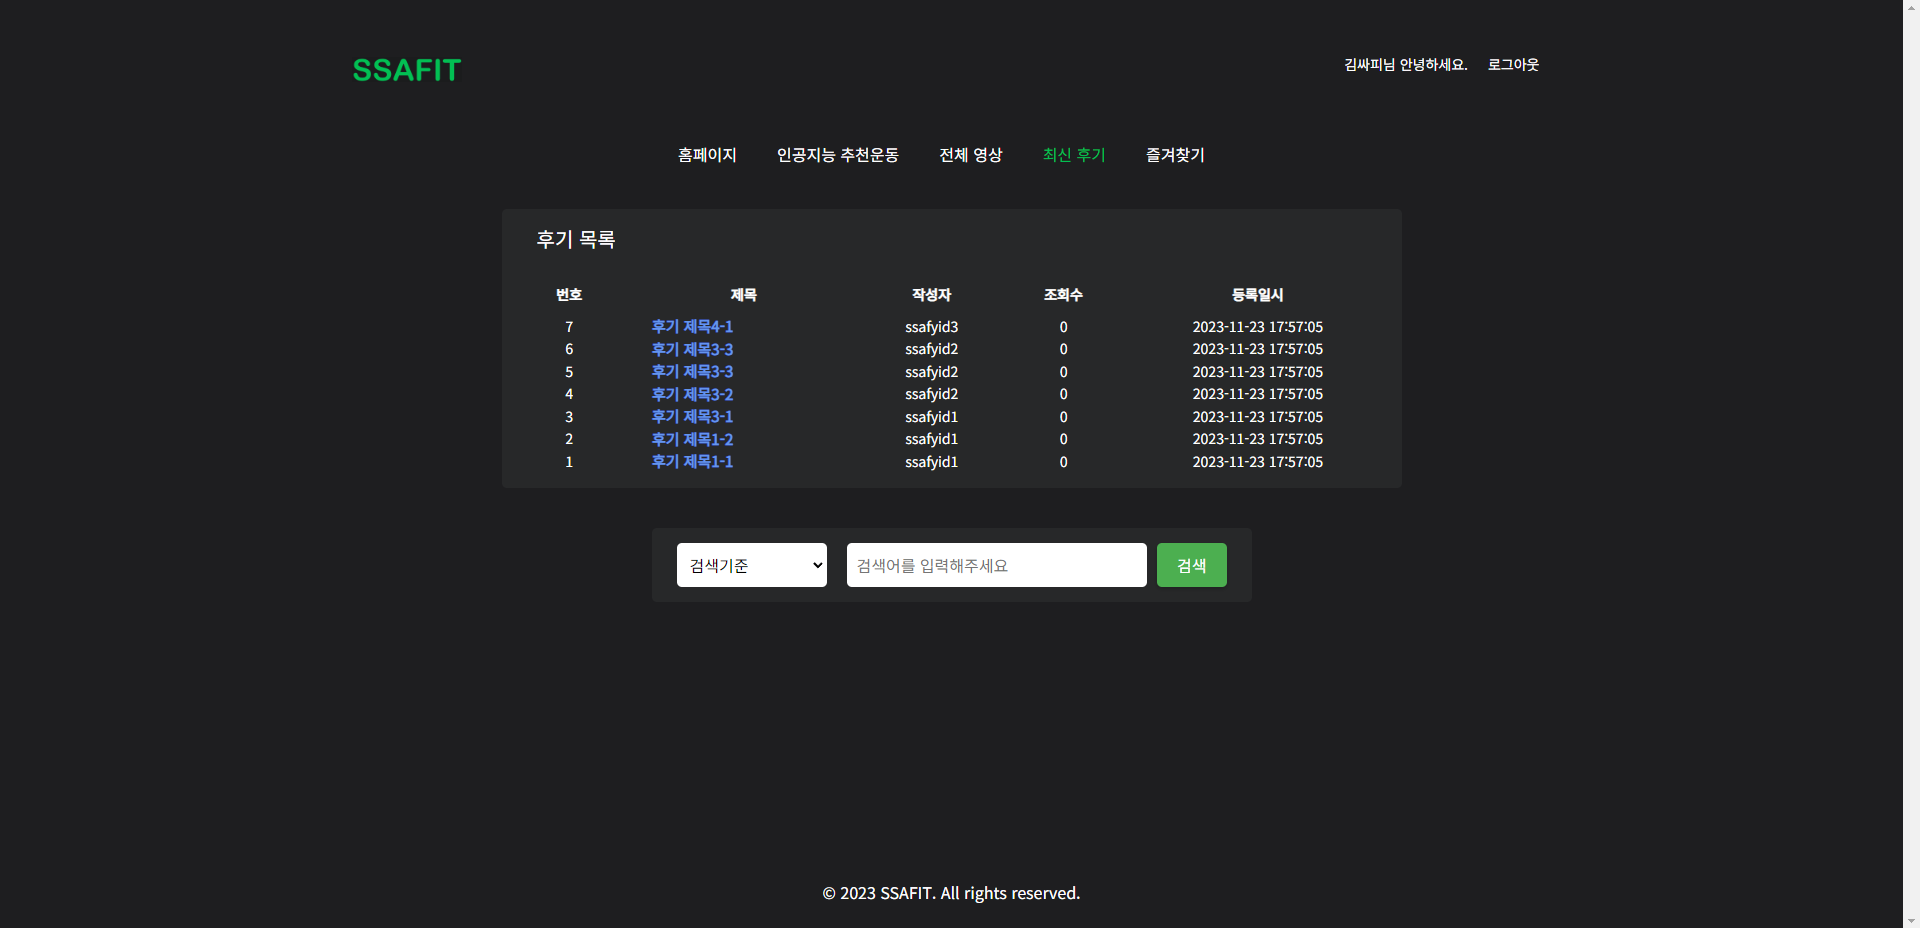 SSAFIT
김싸피님 안녕하세요. 로그아웃
홈페이지 인공지능 추천운동 전체 영상 최신 후기 즐겨찾기
후기 목록
번호 제목 작성자 조회수 등록일시
7 후기 제목4-1 ssafyid3 0 2023-11-23 17:57:05
6 후기 제목3-3 ssafyid2 0 2023-11-23 17:57:05
5 후기 제목3-3 ssafyid2 0 2023-11-23 17:57:05
4 후기 제목3-2 ssafyid2 0 2023-11-23 17:57:05
3 후기 제목3-1 ssafyid1 0 2023-11-23 17:57:05
2 후기 제목1-2 ssafyid1 0 2023-11-23 17:57:05
1 후기 제목1-1 ssafyid1 0 2023-11-23 17:57:05
검색기준 검색어를 입력해주세요 검색
© 2023 SSAFIT. All rights reserved.